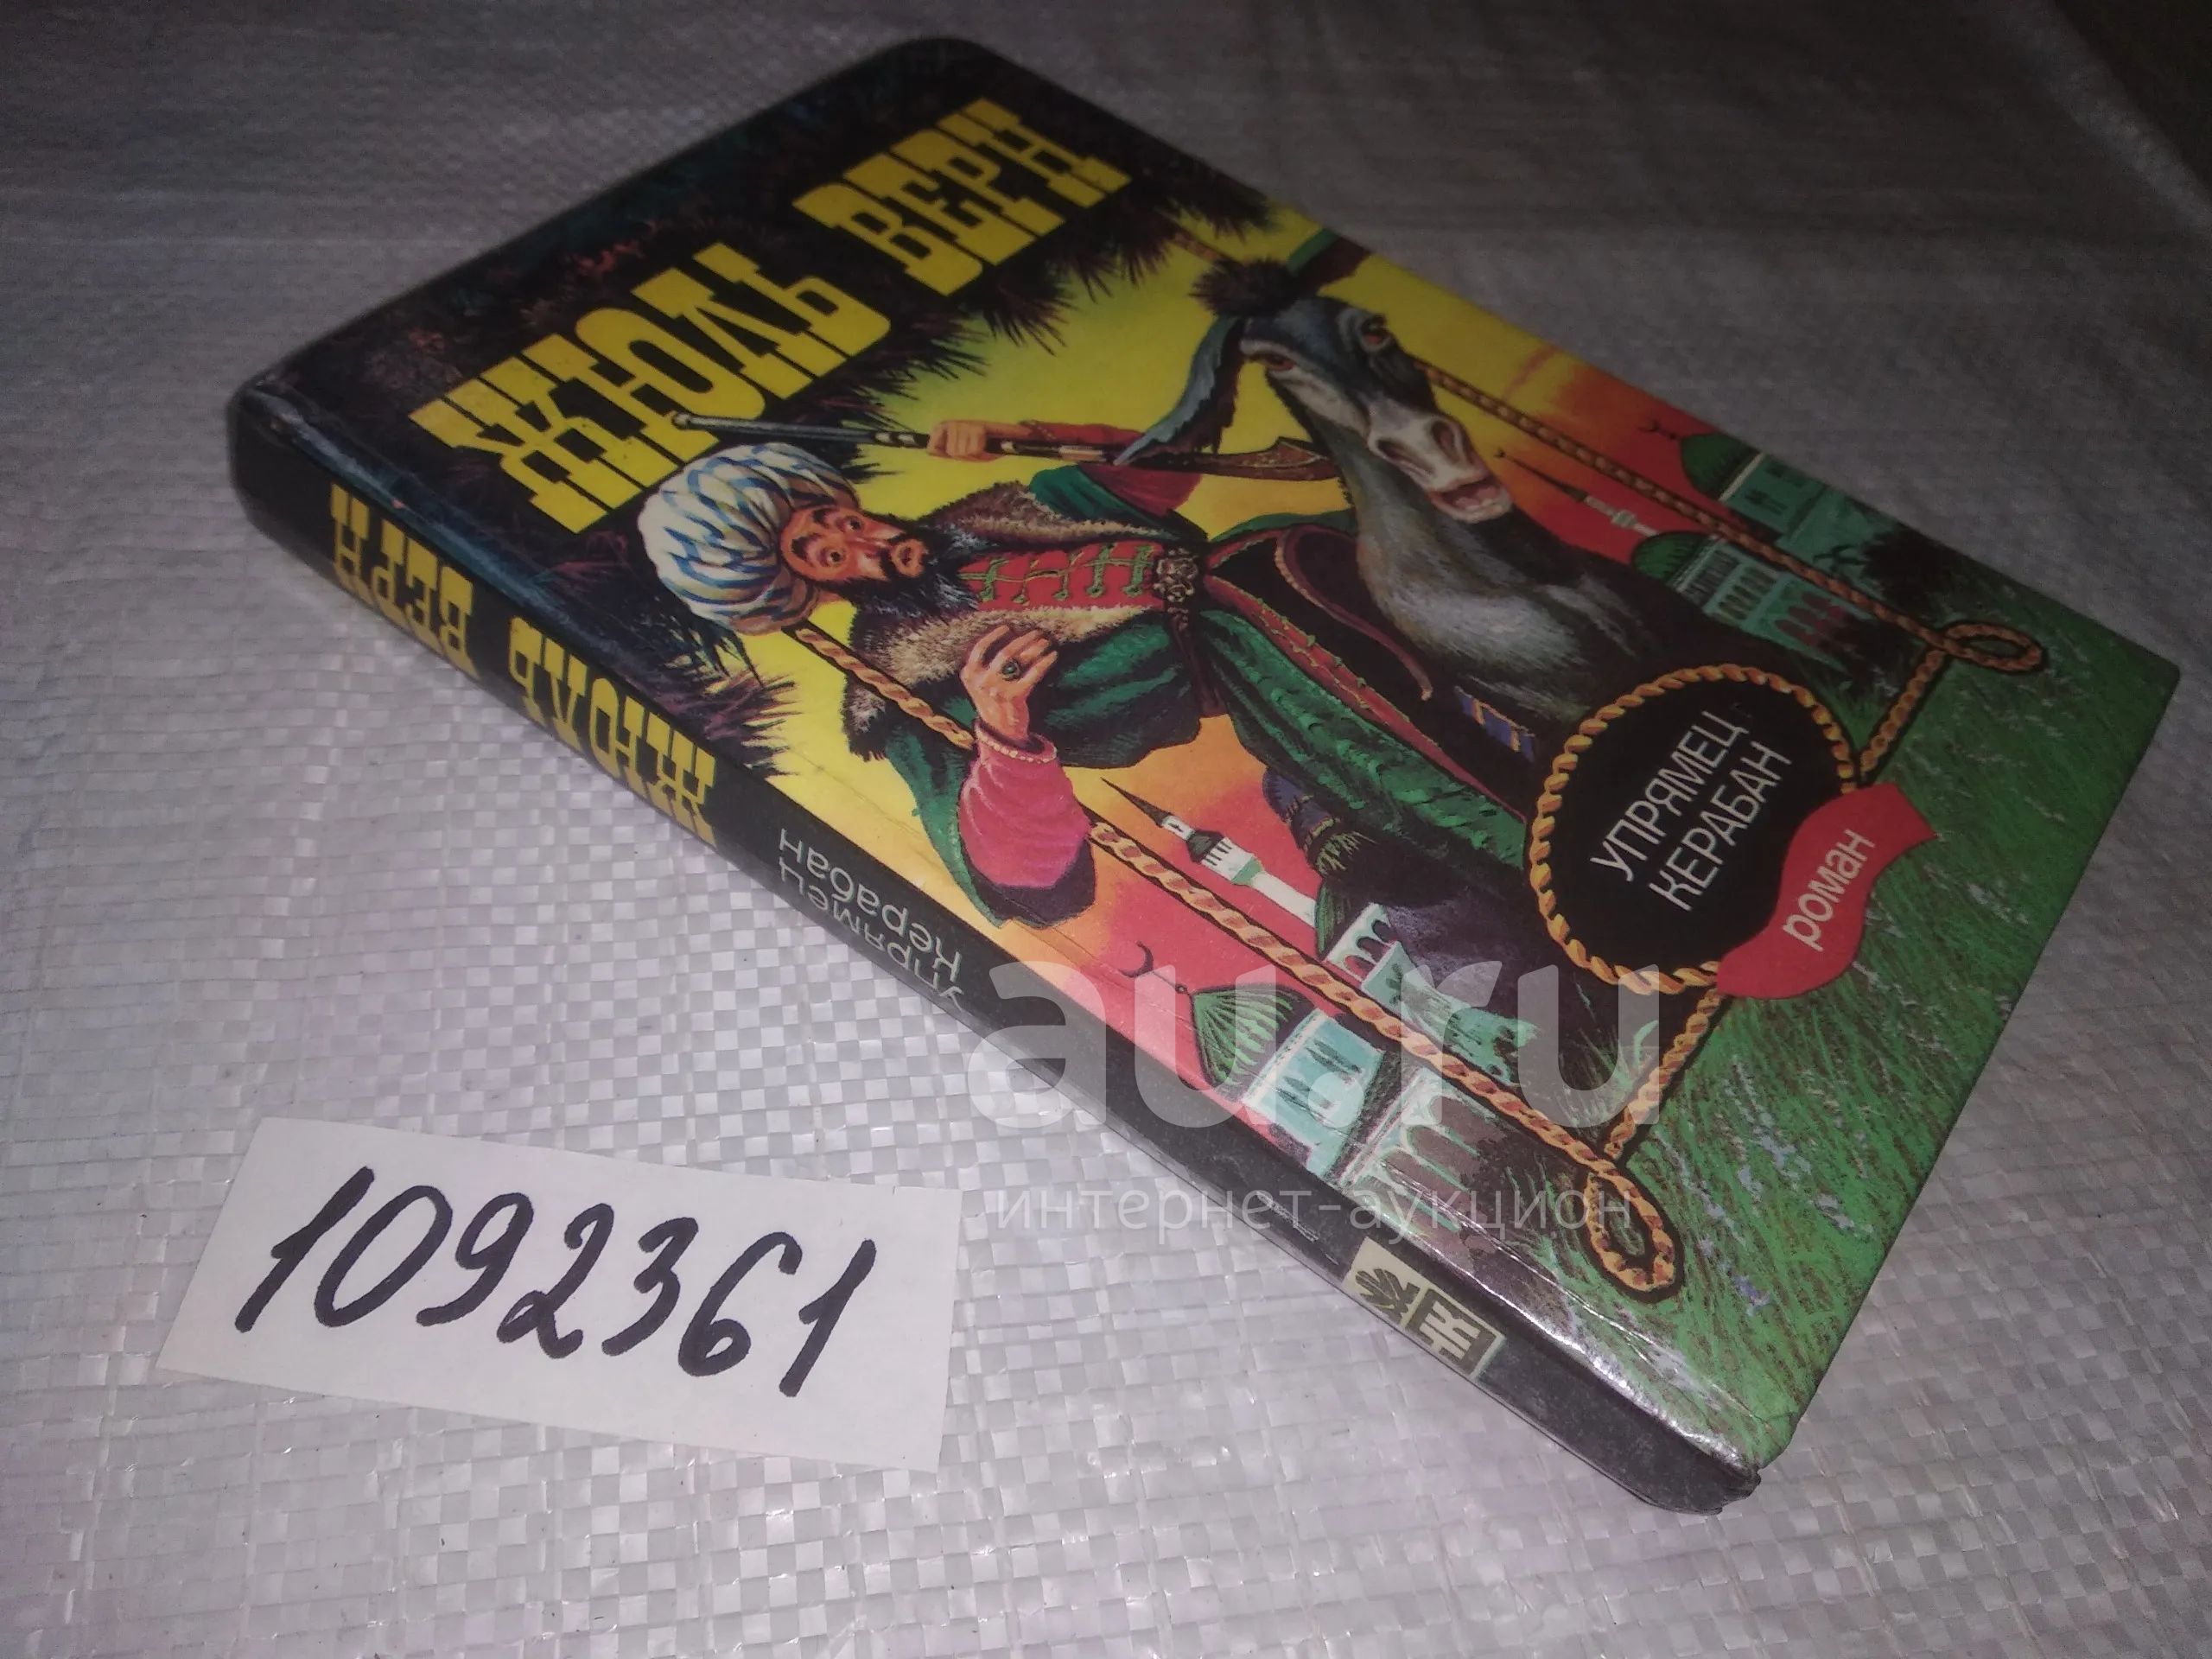 ЖЮЛЬ ВЕРН
УПРЯМЕЦ
КЕРАБАН
роман
ЖЮЛЬ ВЕРН
Упрямец
Керабан
au.ru
интернет-аукцион
1092361